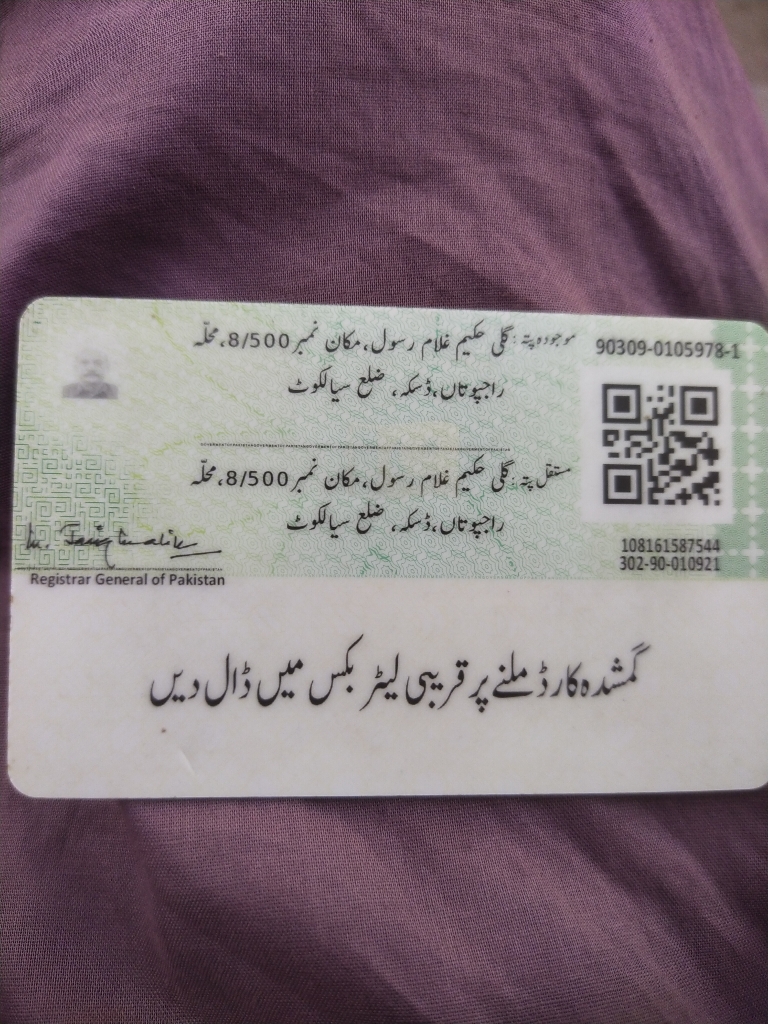 موجودہ پتہ: گلی حکیم غلام رسول، مکان نمبر 8/500، محلّہ
راجپوتاں، ڈسکہ، ضلع سیالکوٹ
90309-0105978-1
مستقل پتہ: گلی حکیم غلام رسول، مکان نمبر 8/500، محلّہ
راجپوتاں، ڈسکہ، ضلع سیالکوٹ
108161587544
302-90-010921
Registrar General of Pakistan
گمشدہ کارڈ ملنے پر قریبی لیٹر بکس میں ڈال دیں